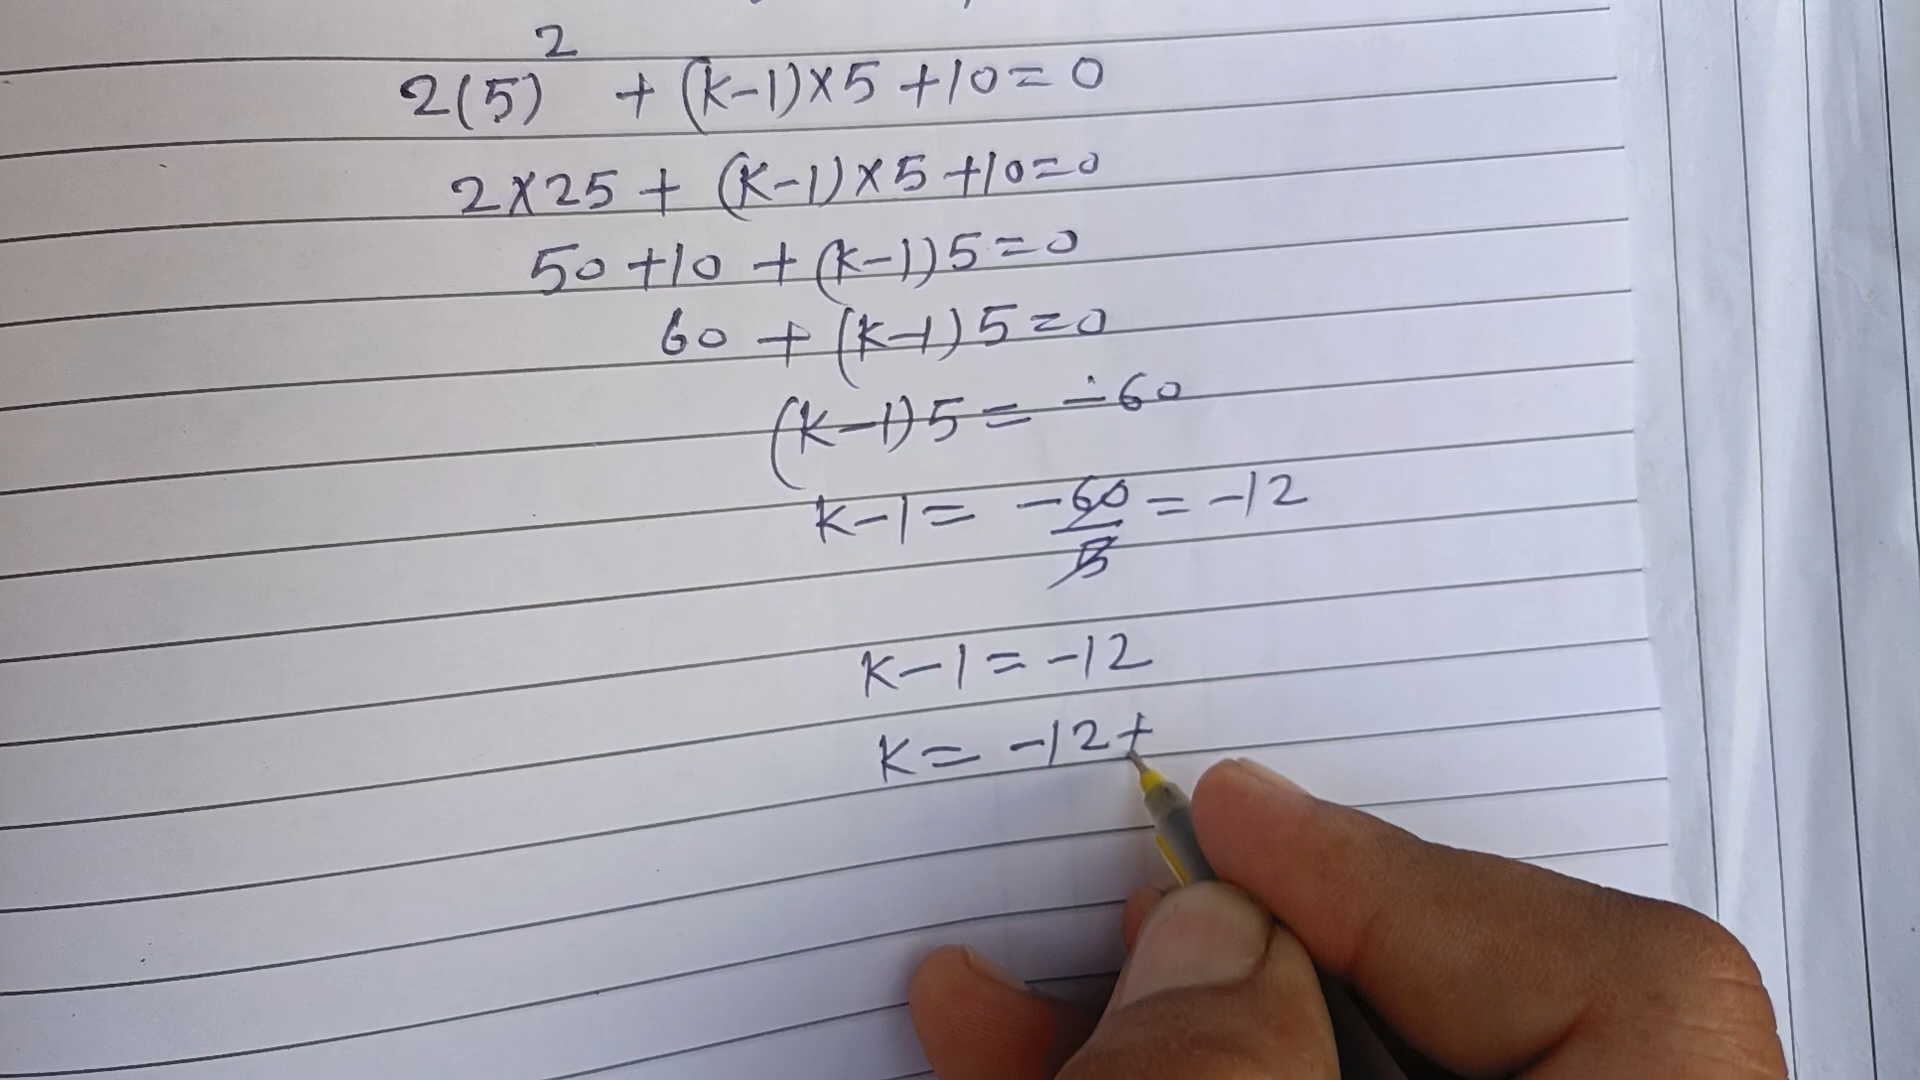 2(5)² + (k-1)×5+10=0
2×25+(k-1)×5+10=0
50+10+(k-1)5=0
60+(k-1)5=0
(k-1)5=-60
k-1=-60/5=-12
k-1=-12
k=-12+